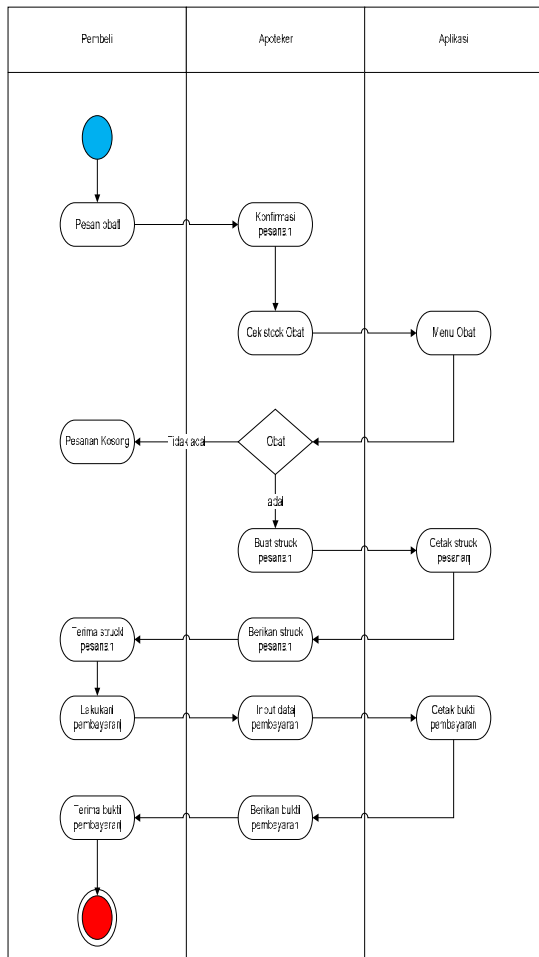 Pembeli
Apoteker
Aplikasi
Pesan obat
Konfirmasi
pesanan
Cek stock Obat
Menu Obat
Pesanan Kosong
Tidak ada
Obat
ada
Buat struck
pesanan
Cetak struck
pesanan
Terima struck
pesanan
Berikan struck
pesanan
Lakukan
pembayaran
Input data
pembayaran
Cetak bukti
pembayaran
Terima bukti
pembayaran
Berikan bukti
pembayaran